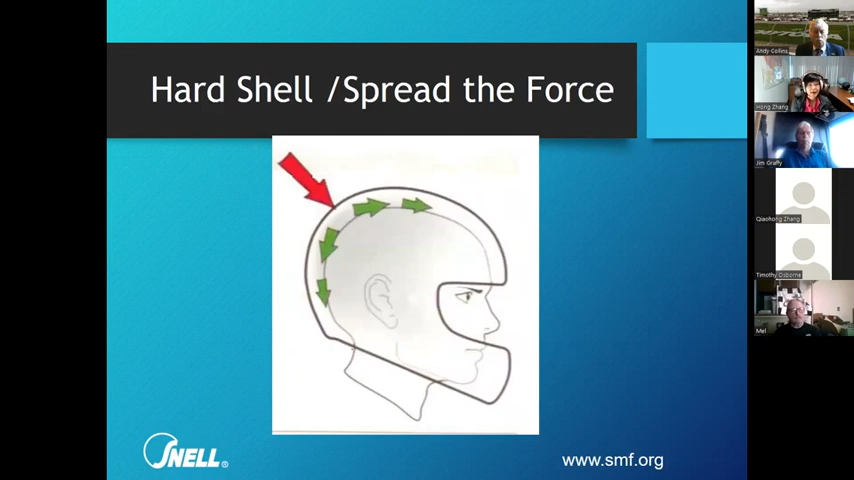 Hard Shell /Spread the Force
SNELL®
www.smf.org
Andy Collins
Hong Zhang
Jim Graffy
Qiaohong Zhang
Timothy Osborne
Mel